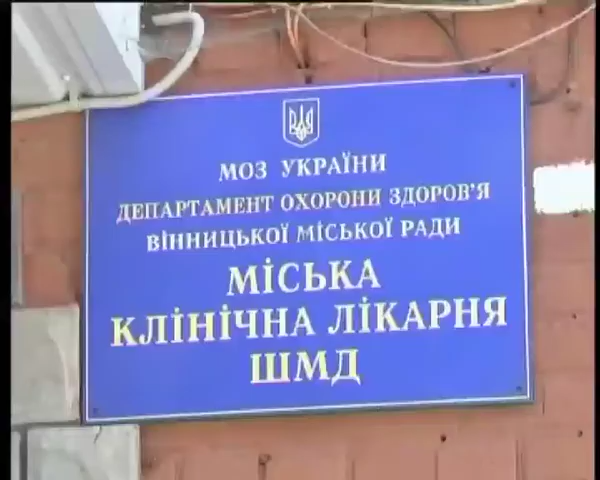 МОЗ УКРАЇНИ
ДЕПАРТАМЕНТ ОХОРОНИ ЗДОРОВ'Я
ВІННИЦЬКОЇ МІСЬКОЇ РАДИ
МІСЬКА
КЛІНІЧНА ЛІКАРНЯ
ШМД